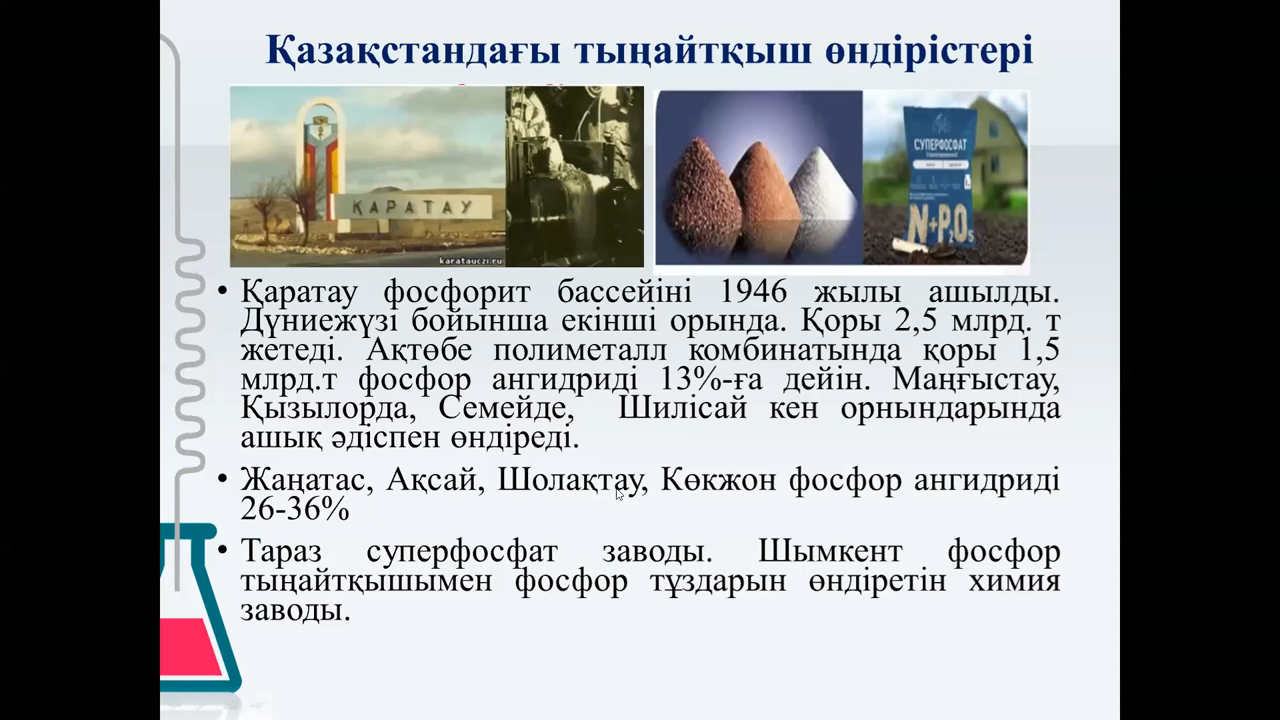 Қазақстандағы тыңайтқыш өндірістері
ҚАРАТАУ
karatauczi.ru
СУПЕРФОСФАТ
N+P2O5
• Қаратау фосфорит бассейіні 1946 жылы ашылды.
Дүниежүзі бойынша екінші орында. Қоры 2,5 млрд. т
жетеді. Ақтөбе полиметалл комбинатында қоры 1,5
млрд.т фосфор ангидриді 13%-ға дейін. Маңғыстау,
Қызылорда, Семейде, Шилісай кен орнындарында
ашық әдіспен өндіреді.
• Жаңатас, Ақсай, Шолақтау, Көкжон фосфор ангидриді
26-36%
• Тараз суперфосфат заводы. Шымкент фосфор
тыңайтқышымен фосфор тұздарын өндіретін химия
заводы.